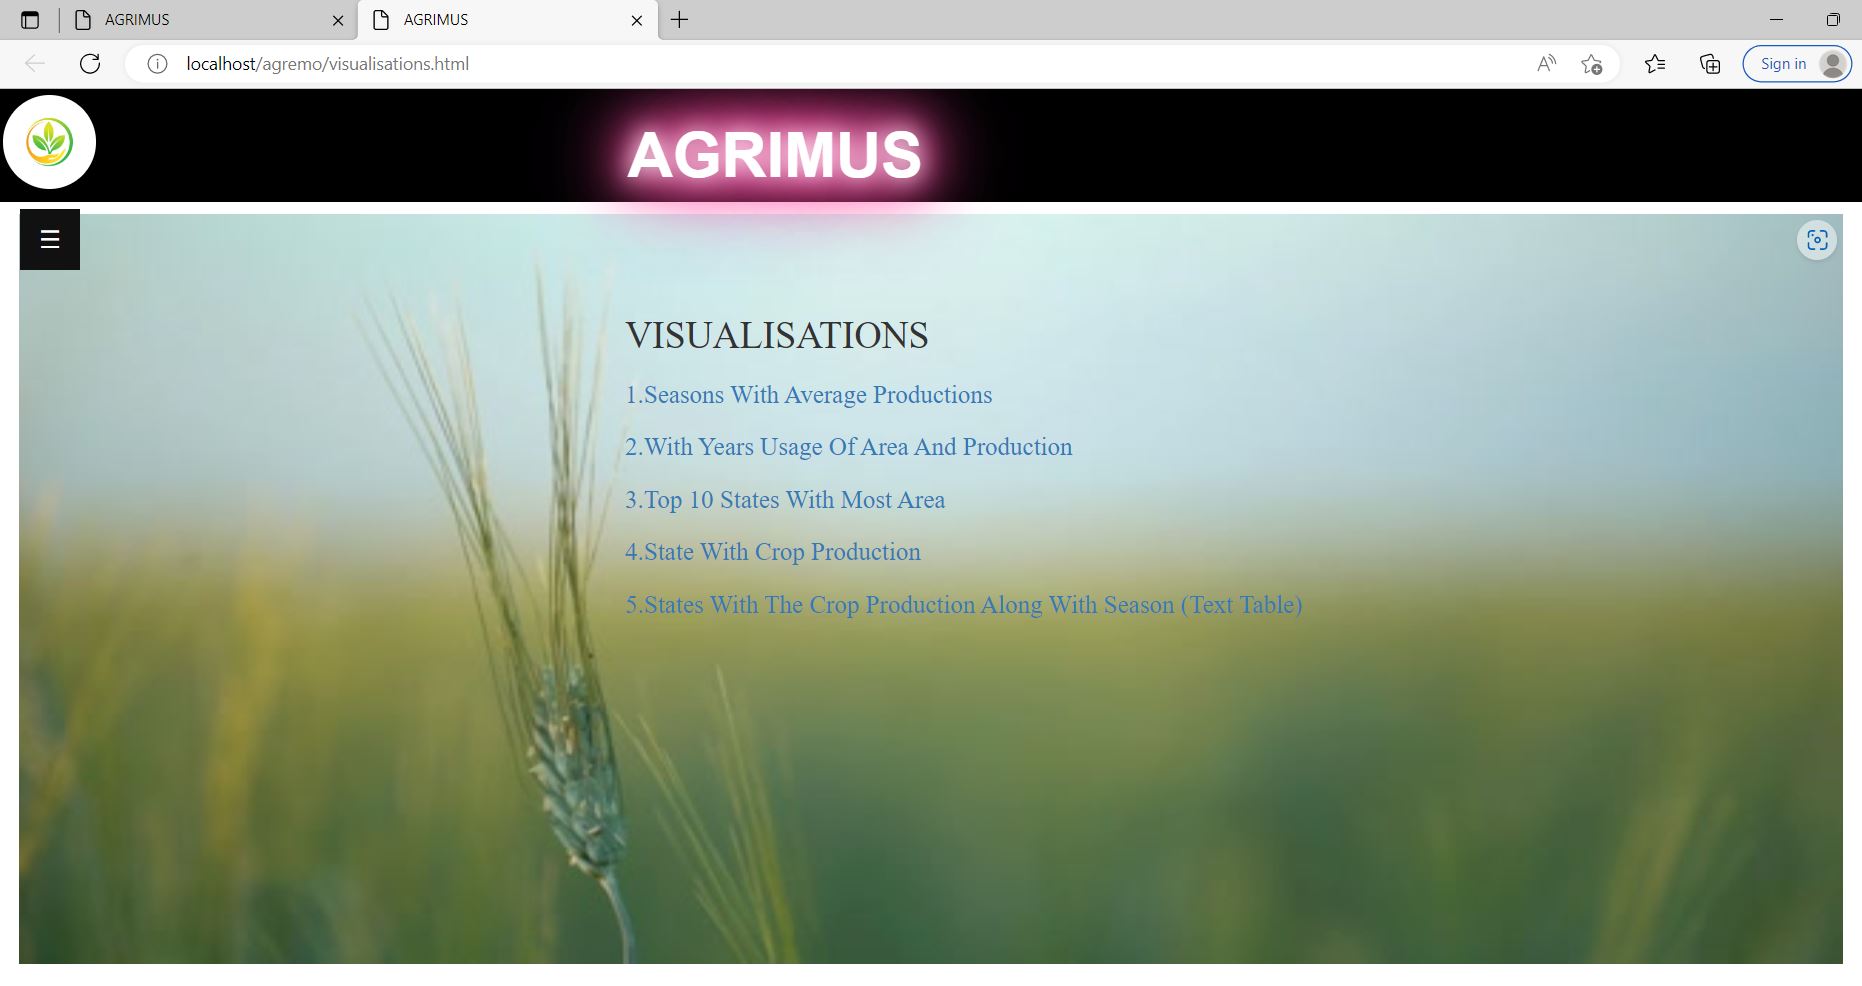 AGRIMUS
AGRIMUS
localhost/agremo/visualisations.html
Sign in
AGRIMUS
VISUALISATIONS
1.Seasons With Average Productions
2.With Years Usage Of Area And Production
3.Top 10 States With Most Area
4.State With Crop Production
5.States With The Crop Production Along With Season (Text Table)